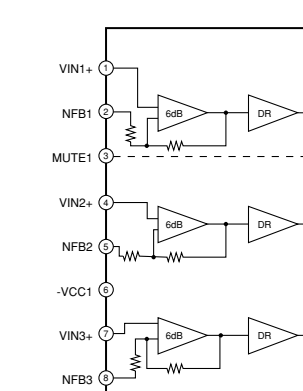 VIN1+ 1
6dB DR
NFB1 2
MUTE1 3
VIN2+ 4
6dB DR
NFB2 5
-VCC1 6
VIN3+ 7
6dB DR
NFB3 8